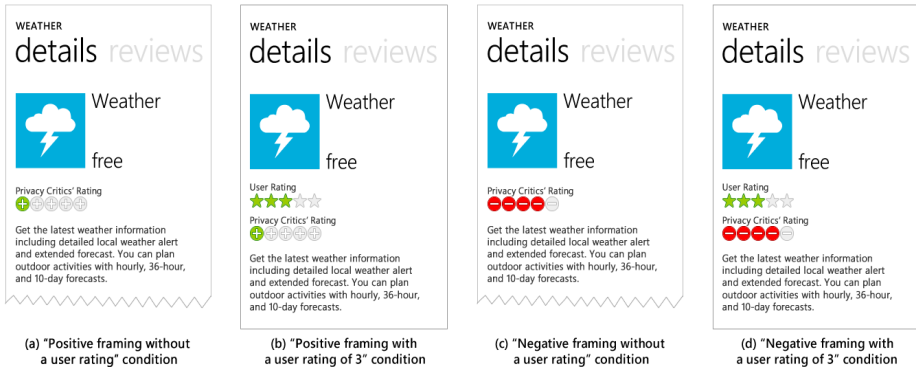 WEATHER
details reviews
Weather
free
Privacy Critics' Rating
Get the latest weather information
including detailed local weather alert
and extended forecast. You can plan
outdoor activities with hourly, 36-hour,
and 10-day forecasts.
(a) “Positive framing without
a user rating” condition
WEATHER
details reviews
Weather
free
User Rating
Privacy Critics' Rating
Get the latest weather information
including detailed local weather alert
and extended forecast. You can plan
outdoor activities with hourly, 36-hour,
and 10-day forecasts.
(b) “Positive framing with
a user rating of 3” condition
WEATHER
details reviews
Weather
free
Privacy Critics' Rating
Get the latest weather information
including detailed local weather alert
and extended forecast. You can plan
outdoor activities with hourly, 36-hour,
and 10-day forecasts.
(c) “Negative framing without
a user rating” condition
WEATHER
details reviews
Weather
free
User Rating
Privacy Critics' Rating
Get the latest weather information
including detailed local weather alert
and extended forecast. You can plan
outdoor activities with hourly, 36-hour,
and 10-day forecasts.
(d) “Negative framing with
a user rating of 3” condition